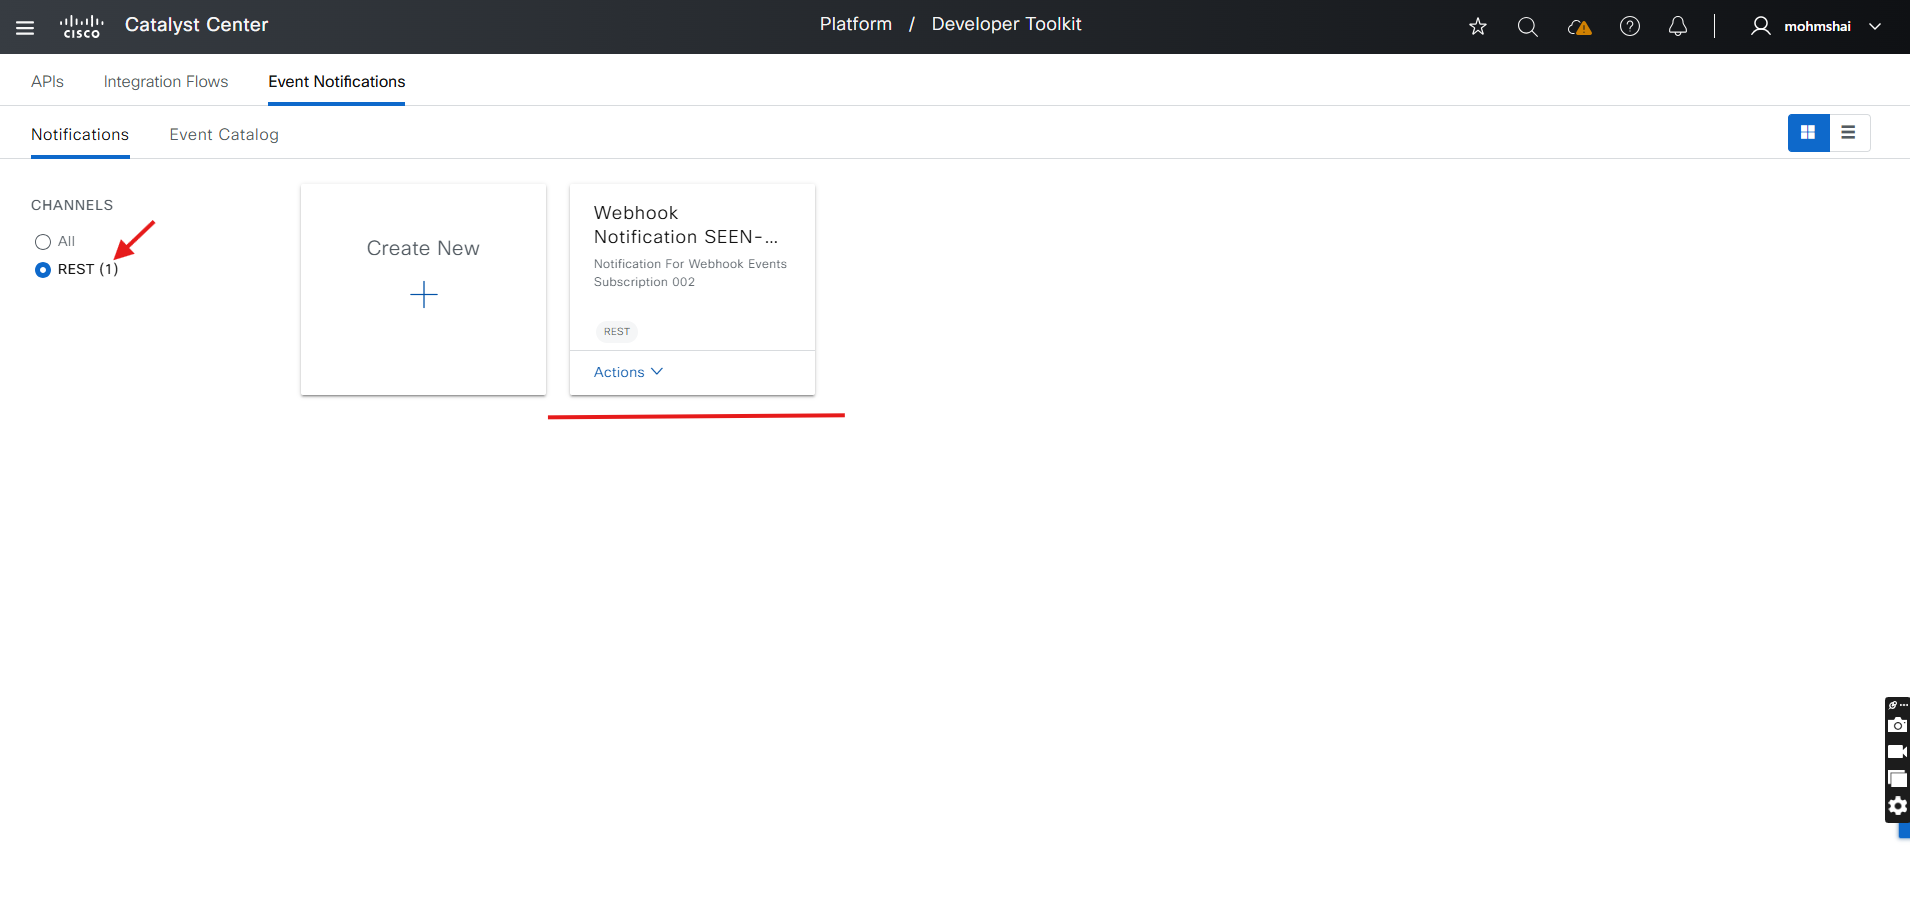 cisco
Catalyst Center
Platform / Developer Toolkit
mohmshai
APIs
Integration Flows
Event Notifications
Notifications
Event Catalog
CHANNELS
All
REST (1)
Create New
Webhook
Notification SEEN-...
Notification For Webhook Events
Subscription 002
REST
Actions